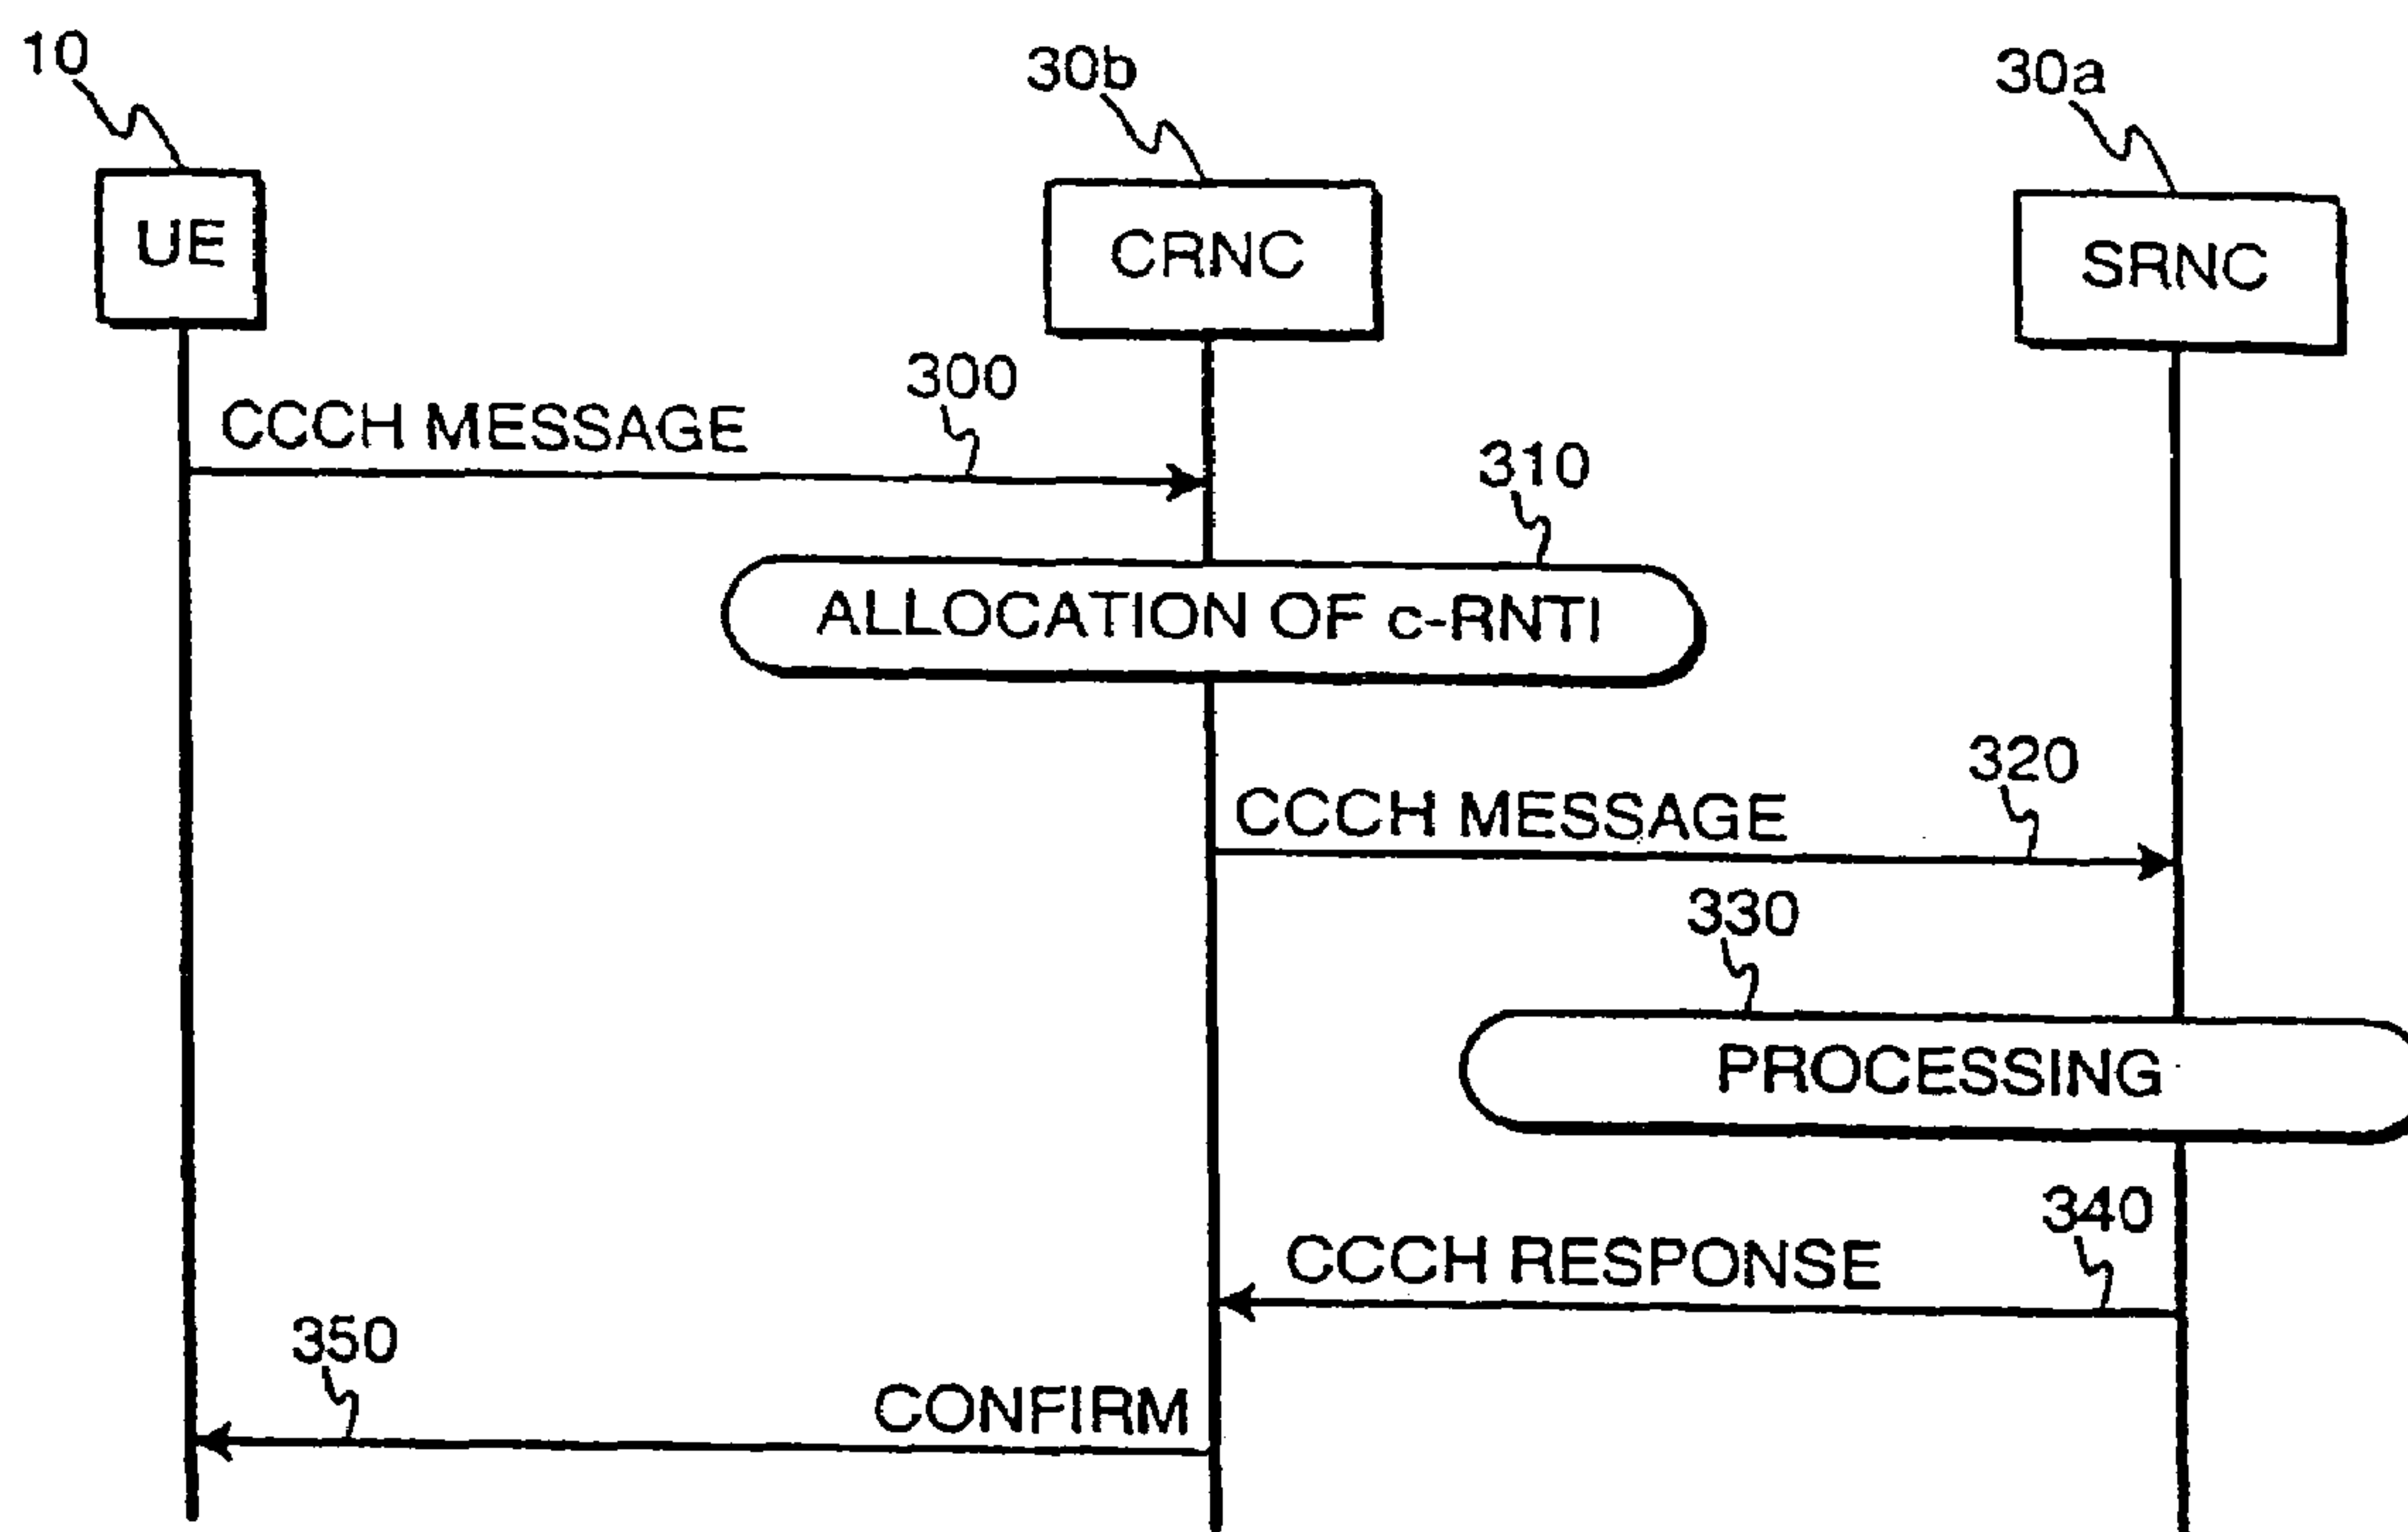 10
30b
30a
UE
CRNC
SRNC
300
CCCH MESSAGE
310
ALLOCATION OF c-RNTI
320
CCCH MESSAGE
330
PROCESSING
340
CCCH RESPONSE
350
CONFIRM